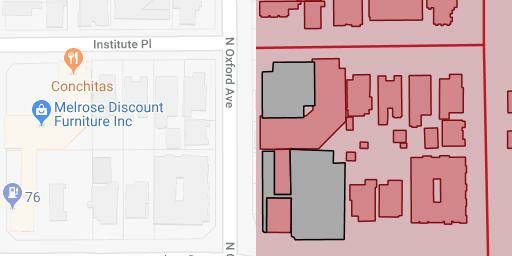 Institute Pl
N Oxford Ave
Conchitas
Melrose Discount
Furniture Inc
76
N O